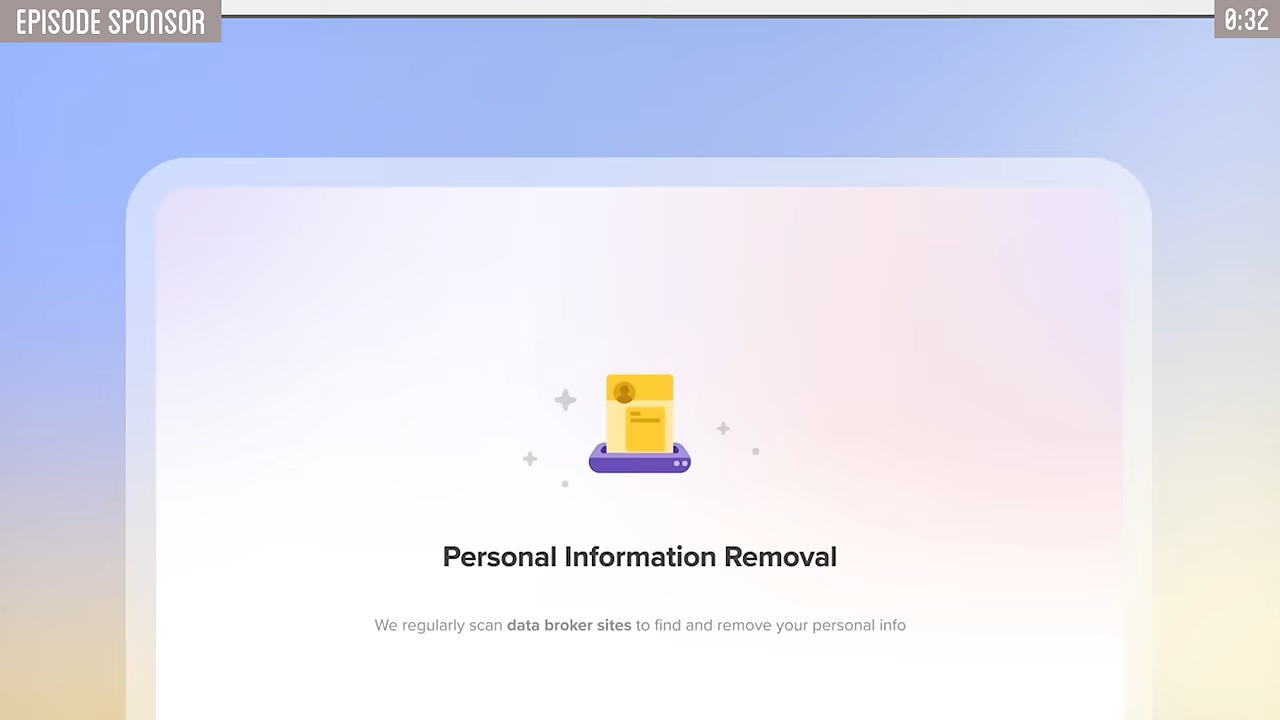 EPISODE SPONSOR
0:32
Personal Information Removal
We regularly scan data broker sites to find and remove your personal info